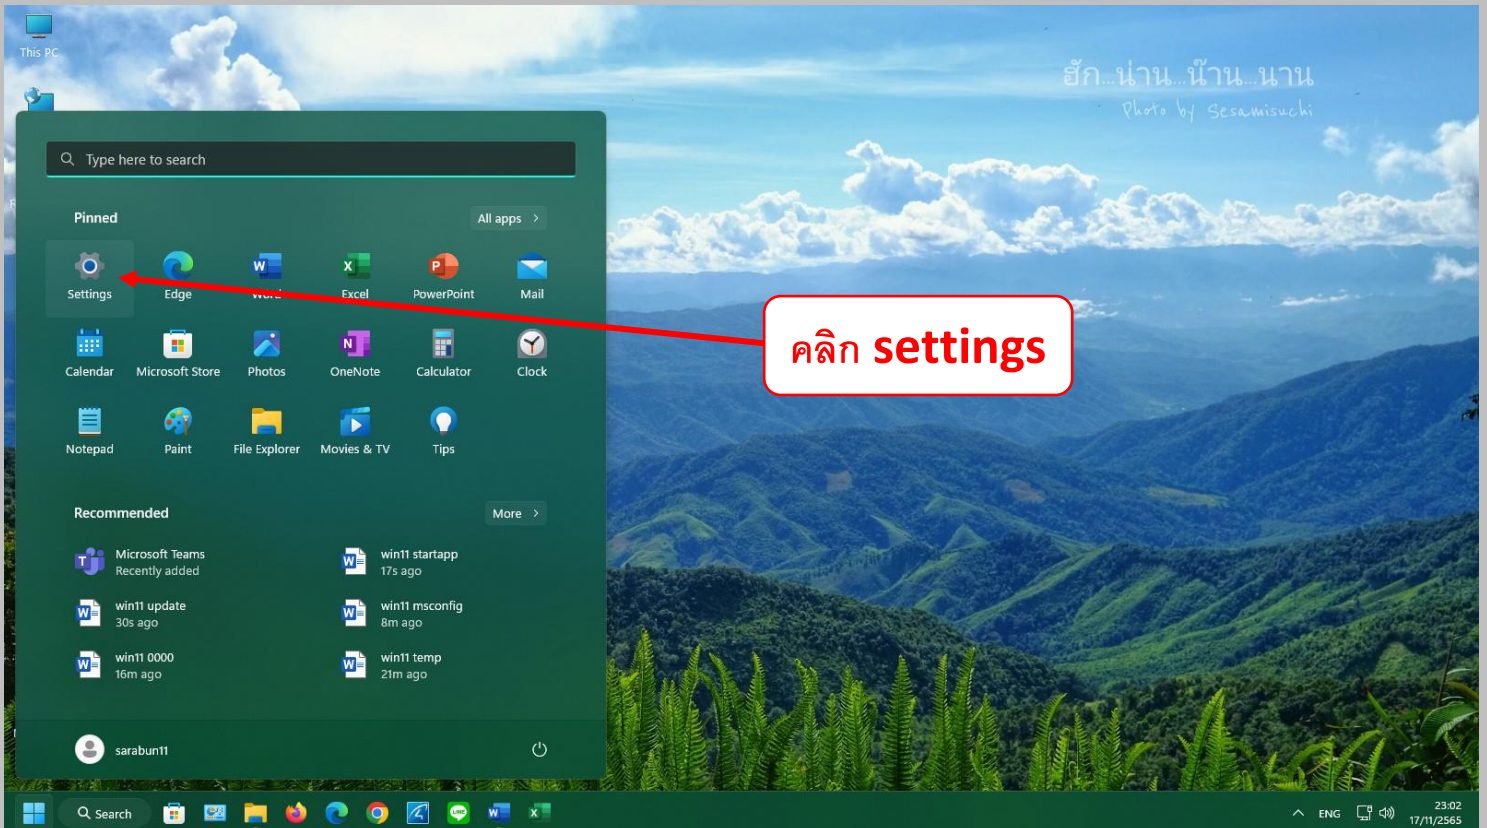 This PC
ฮัก...น่าน...น๊าน...นาน
Photo by Sesamisuchi
Type here to search
Pinned
All apps
Settings
Edge
Word
Excel
PowerPoint
Mail
คลิก settings
Calendar
Microsoft Store
Photos
OneNote
Calculator
Clock
Notepad
Paint
File Explorer
Movies & TV
Tips
Recommended
More
Microsoft Teams
Recently added
win11 startapp
17s ago
win11 update
30s ago
win11 msconfig
8m ago
win11 0000
16m ago
win11 temp
21m ago
sarabun11
Search
ENG
23:02
17/11/2565